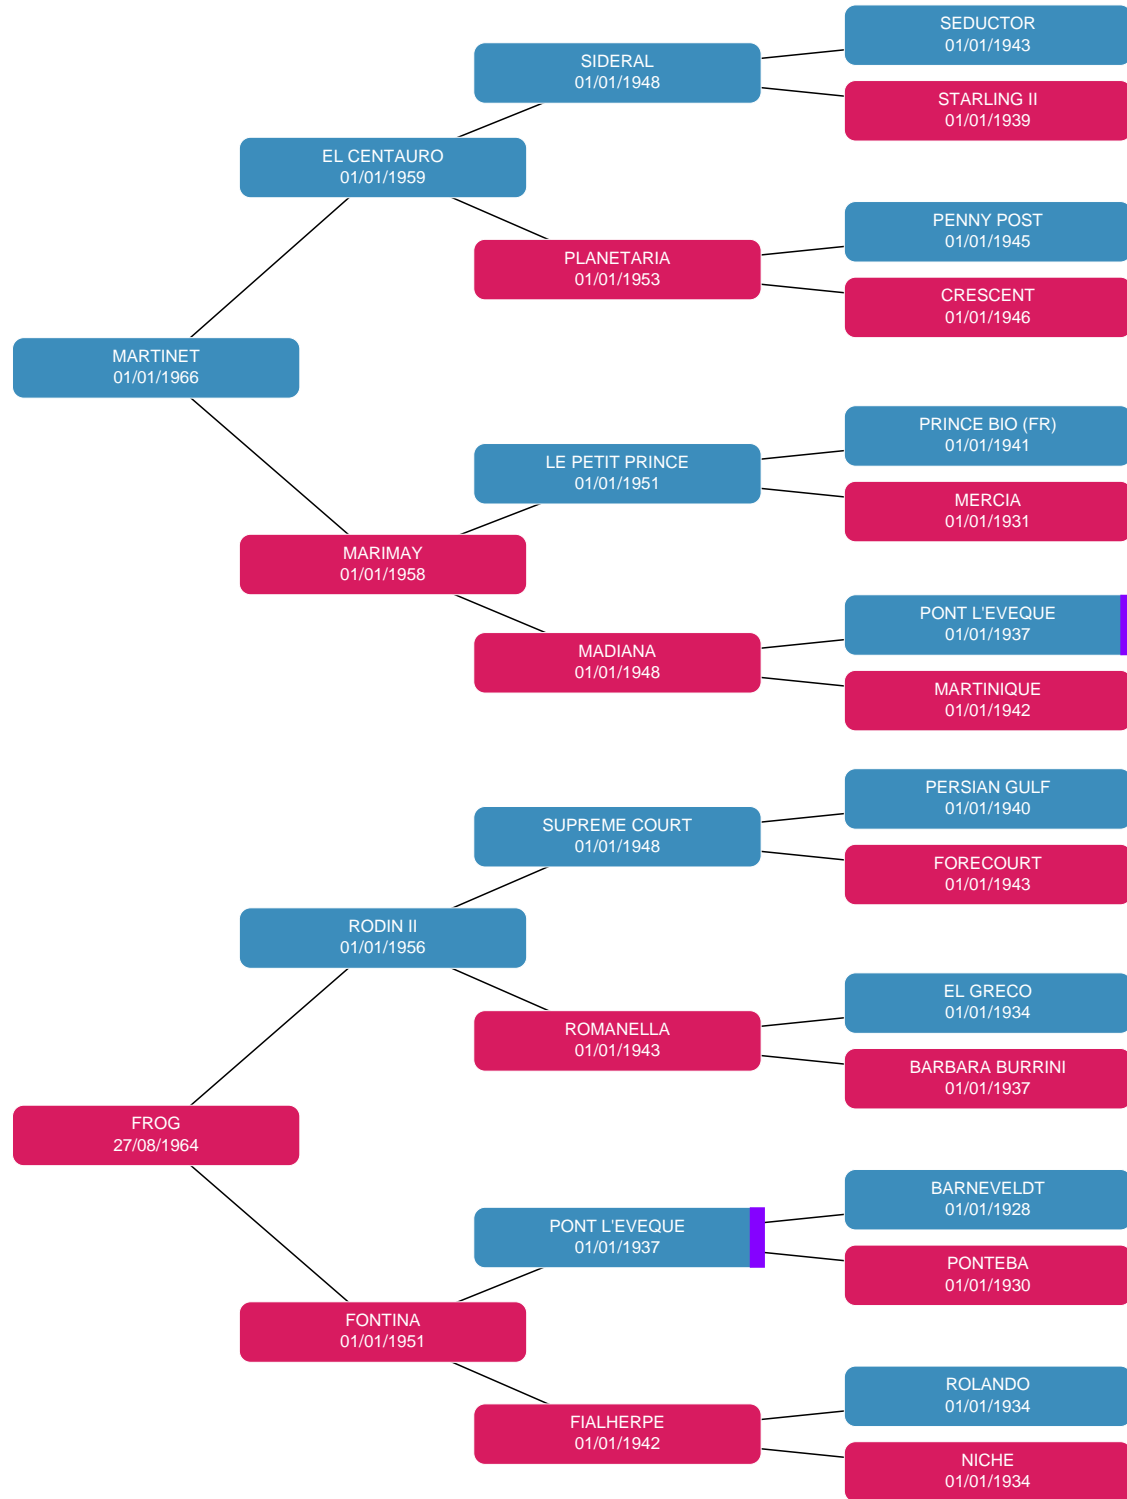 SEDUCTOR
01/01/1943
SIDERAL
01/01/1948
STARLING II
01/01/1939
EL CENTAURO
01/01/1959
PENNY POST
01/01/1945
PLANETARIA
01/01/1953
CRESCENT
01/01/1946
MARTINET
01/01/1966
PRINCE BIO (FR)
01/01/1941
LE PETIT PRINCE
01/01/1951
MERCIA
01/01/1931
MARIMAY
01/01/1958
PONT L'EVEQUE
01/01/1937
MADIANA
01/01/1948
MARTINIQUE
01/01/1942
PERSIAN GULF
01/01/1940
SUPREME COURT
01/01/1948
FORECOURT
01/01/1943
RODIN II
01/01/1956
EL GRECO
01/01/1934
ROMANELLA
01/01/1943
BARBARA BURRINI
01/01/1937
FROG
27/08/1964
BARNEVELDT
01/01/1928
PONT L'EVEQUE
01/01/1937
PONTEBA
01/01/1930
FONTINA
01/01/1951
ROLANDO
01/01/1934
FIALHERPE
01/01/1942
NICHE
01/01/1934